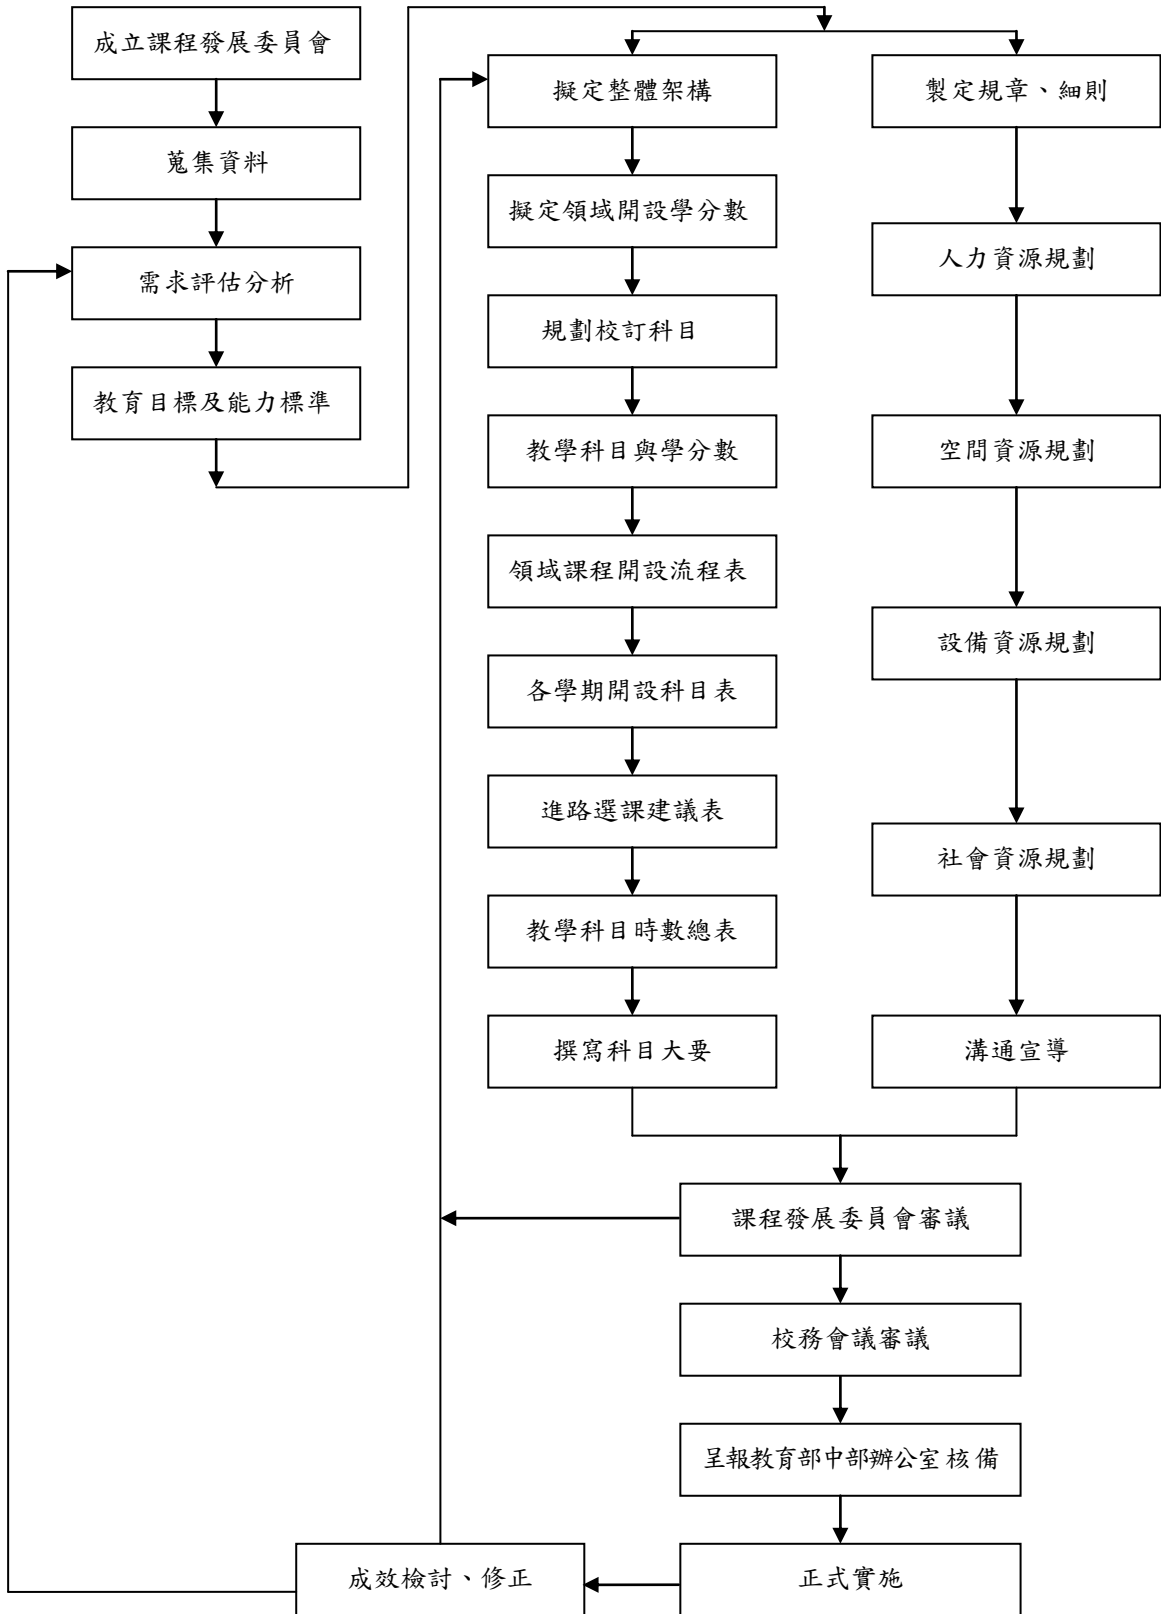 成立課程發展委員會
蒐集資料
需求評估分析
教育目標及能力標準
擬定整體架構
擬定領域開設學分數
規劃校訂科目
教學科目與學分數
領域課程開設流程表
各學期開設科目表
進路選課建議表
教學科目時數總表
撰寫科目大要
製定規章、細則
人力資源規劃
空間資源規劃
設備資源規劃
社會資源規劃
溝通宣導
課程發展委員會審議
校務會議審議
呈報教育部中部辦公室核備
正式實施
成效檢討、修正